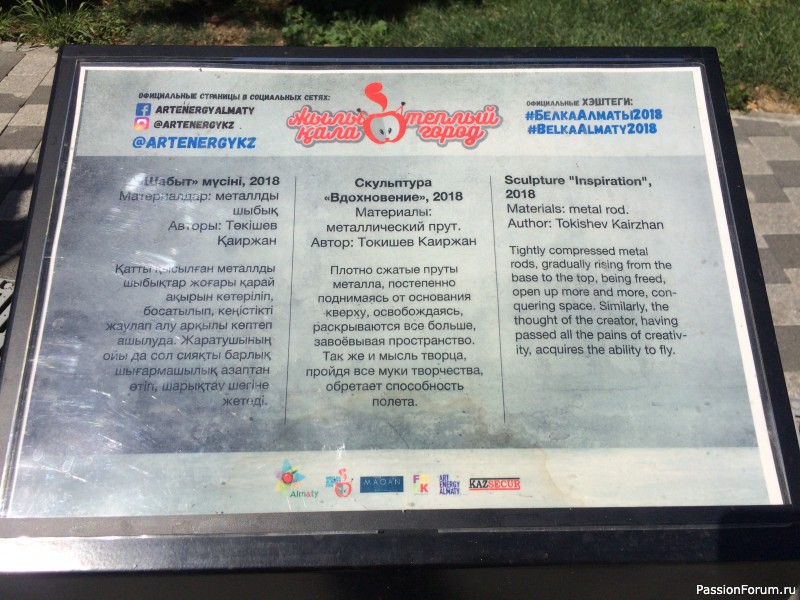 ОФИЦИАЛЬНЫЕ СТРАНИЦЫ В СОЦИАЛЬНЫХ СЕТЯХ:
ARTENERGYALMATY
@ARTENERGYKZ
@ARTENERGYKZ
ЖЫЛЫ ҚАЛА
ТЕПЛЫЙ ГОРОД
ОФИЦИАЛЬНЫЕ ХЭШТЕГИ:
#БЕЛКААЛМАТЫ2018
#BELKAALMATY2018
«Шабыт» мүсіні, 2018
Материалдар: металлды
шыбық
Авторы: Төкішев
Қаиржан
Қатты қысылған металлды
шыбықтар жоғары қарай
ақырын көтеріліп,
босатылып, кеңістікті
жаулап алу арқылы көптеп
ашылуда. Жаратушының
ойы да сол сияқты барлық
шығармашылық азаптан
өтіп, шарықтау шегіне
жетеді.
Скульптура
«Вдохновение», 2018
Материалы:
металлический прут.
Автор: Токишев Каиржан
Плотно сжатые пруты
металла, постепенно
поднимаясь от основания
кверху, освобождаясь,
раскрываются все больше,
завоёвывая пространство.
Так же и мысль творца,
пройдя все муки творчества,
обретает способность
полета.
Sculpture "Inspiration",
2018
Materials: metal rod.
Author: Tokishev Kairzhan
Tightly compressed metal
rods, gradually rising from the
base to the top, being freed,
open up more and more, con-
quering space. Similarly, the
thought of the creator, having
passed all the pains of creativ-
ity, acquires the ability to fly.
Almaty
MAQAN
ART
ENERGY
ALMATY
KAZSECUR
PassionForum.ru